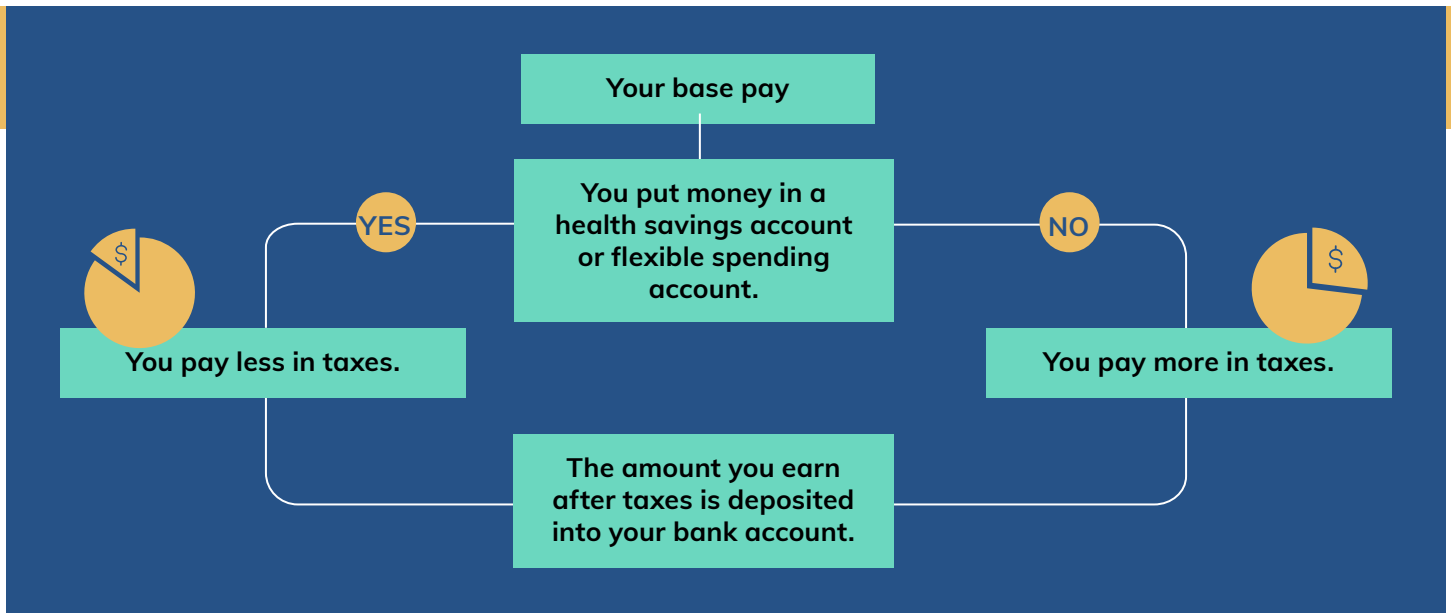 Your base pay
You put money in a
health savings account
or flexible spending
account.
YES
NO
$
$
You pay less in taxes.
You pay more in taxes.
The amount you earn
after taxes is deposited
into your bank account.